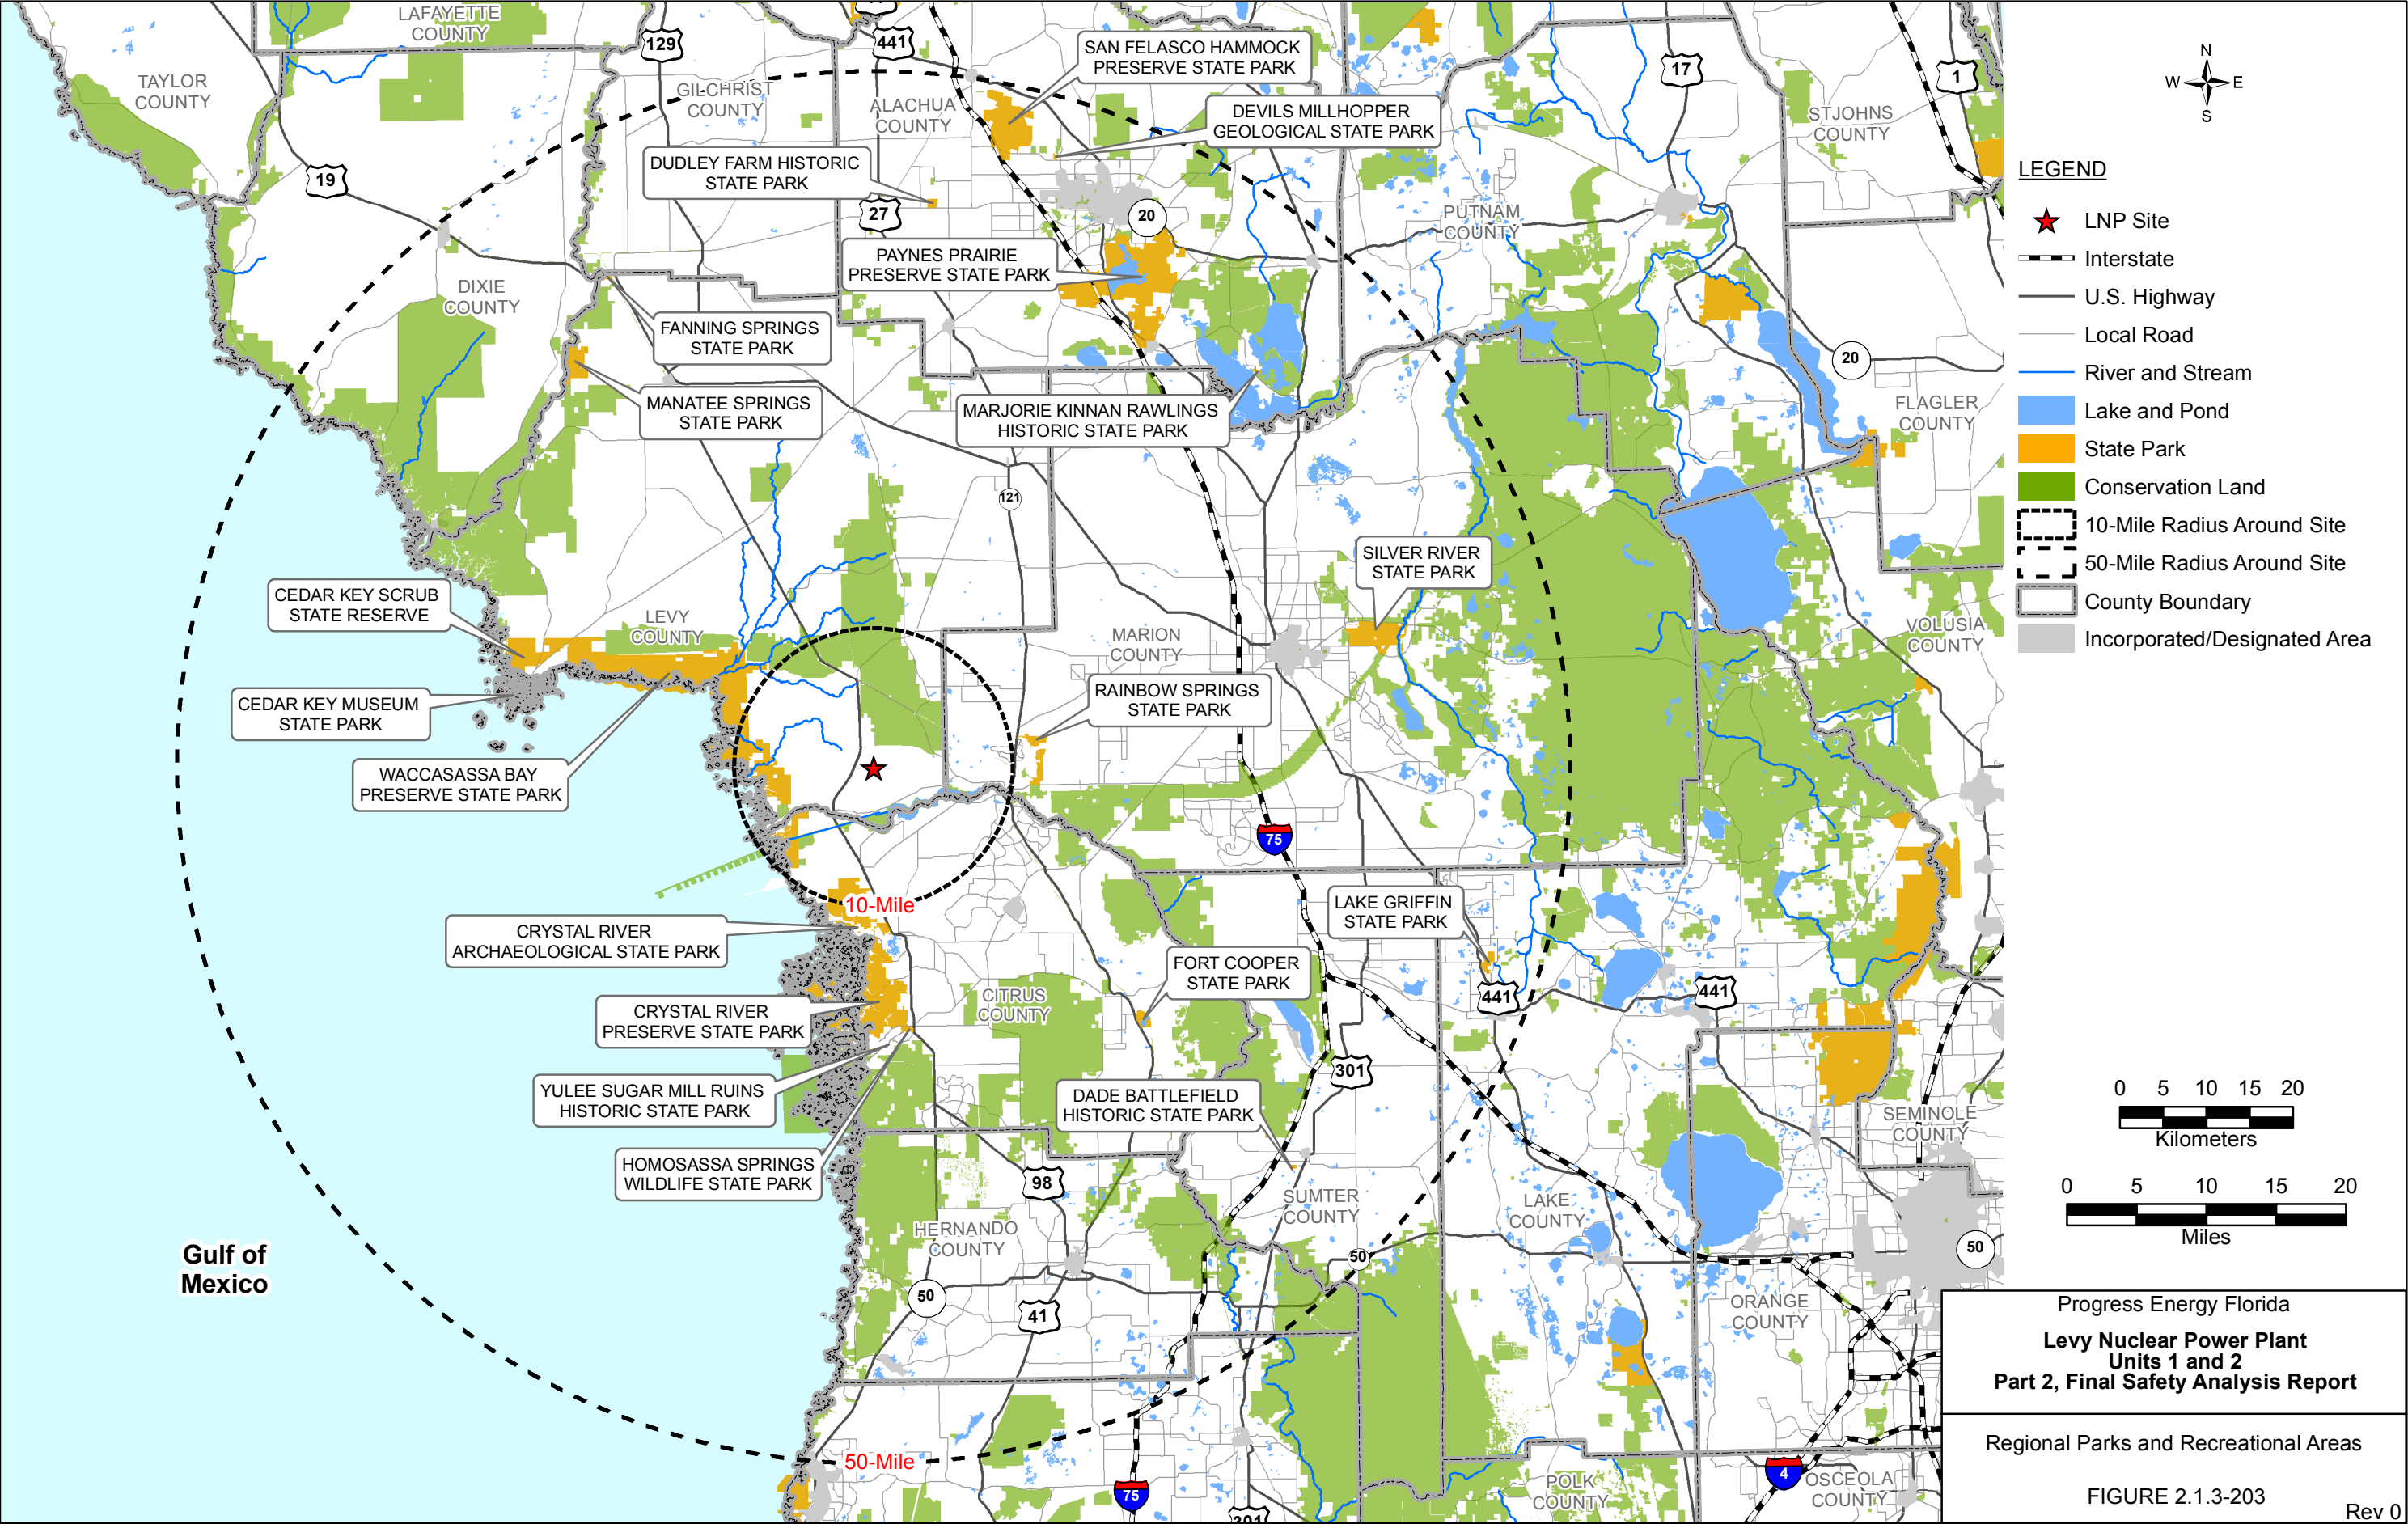 LAFAYETTE
COUNTY
TAYLOR
COUNTY
129
441
GILCHRIST
COUNTY
ALACHUA
COUNTY
SAN FELASCO HAMMOCK
PRESERVE STATE PARK
DEVILS MILLHOPPER
GEOLOGICAL STATE PARK
17
1
STJOHNS
COUNTY
19
DUDLEY FARM HISTORIC
STATE PARK
27
20
PUTNAM
COUNTY
PAYNES PRAIRIE
PRESERVE STATE PARK
DIXIE
COUNTY
FANNING SPRINGS
STATE PARK
MANATEE SPRINGS
STATE PARK
MARJORIE KINNAN RAWLINGS
HISTORIC STATE PARK
20
FLAGLER
COUNTY
121
SILVER RIVER
STATE PARK
CEDAR KEY SCRUB
STATE RESERVE
LEVY
COUNTY
MARION
COUNTY
VOLUSIA
COUNTY
CEDAR KEY MUSEUM
STATE PARK
RAINBOW SPRINGS
STATE PARK
WACCASASSA BAY
PRESERVE STATE PARK
75
10-Mile
LAKE GRIFFIN
STATE PARK
CRYSTAL RIVER
ARCHAEOLOGICAL STATE PARK
FORT COOPER
STATE PARK
CITRUS
COUNTY
441
441
CRYSTAL RIVER
PRESERVE STATE PARK
301
YULEE SUGAR MILL RUINS
HISTORIC STATE PARK
DADE BATTLEFIELD
HISTORIC STATE PARK
SEMINOLE
COUNTY
HOMOSASSA SPRINGS
WILDLIFE STATE PARK
98
SUMTER
COUNTY
LAKE
COUNTY
HERNANDO
COUNTY
Gulf of
Mexico
50
50
50
41
ORANGE
COUNTY
50-Mile
75
301
POLK
COUNTY
4
OSCEOLA
COUNTY
N
W E
S
LEGEND
LNP Site
Interstate
U.S. Highway
Local Road
River and Stream
Lake and Pond
State Park
Conservation Land
10-Mile Radius Around Site
50-Mile Radius Around Site
County Boundary
Incorporated/Designated Area
0 5 10 15 20
Kilometers
0 5 10 15 20
Miles
Progress Energy Florida
Levy Nuclear Power Plant
Units 1 and 2
Part 2, Final Safety Analysis Report
Regional Parks and Recreational Areas
FIGURE 2.1.3-203
Rev 0